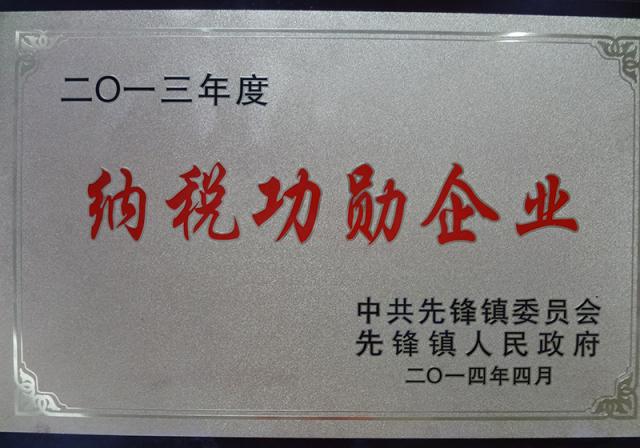 二〇一三年度
纳税功勋企业
中共先锋镇委员会
先锋镇人民政府
二〇一四年四月